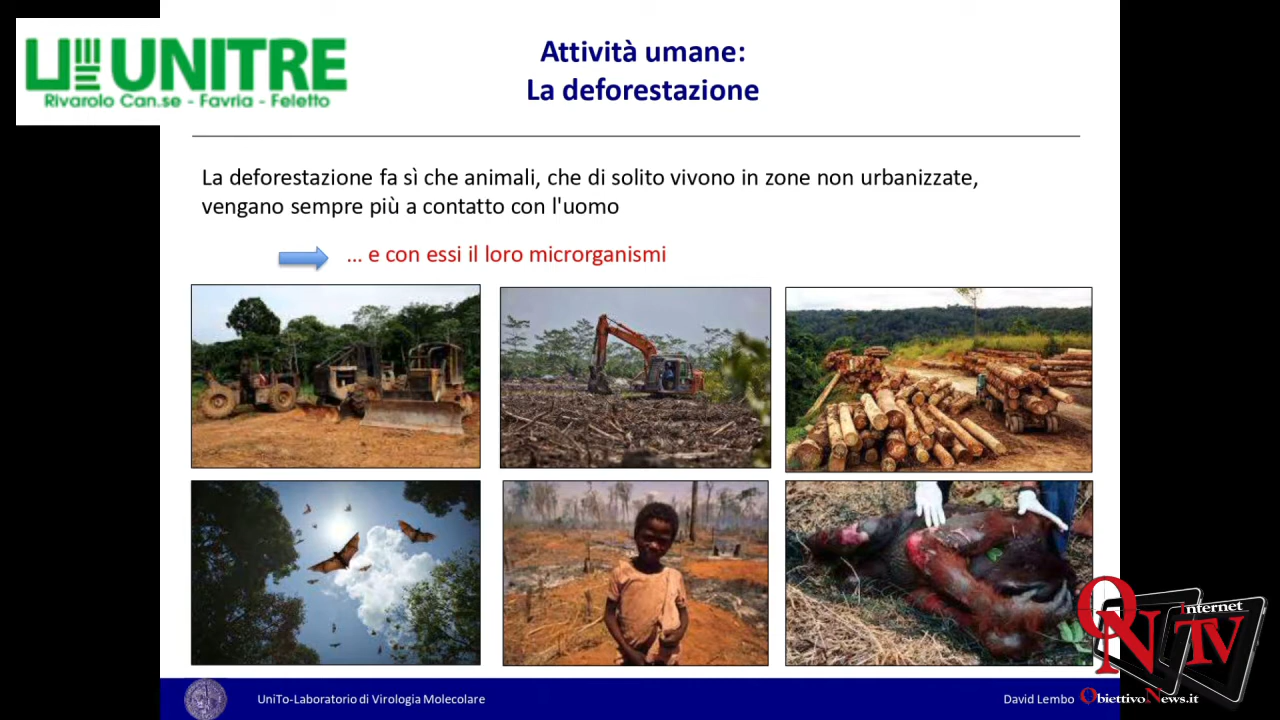 UNITRE
Rivarolo Can.se - Favria - Feletto
Attività umane:
La deforestazione
La deforestazione fa sì che animali, che di solito vivono in zone non urbanizzate,
vengano sempre più a contatto con l'uomo
... e con essi il loro microrganismi
UniTo-Laboratorio di Virologia Molecolare
David Lembo
ON internet TV
ObiettivoNews.it